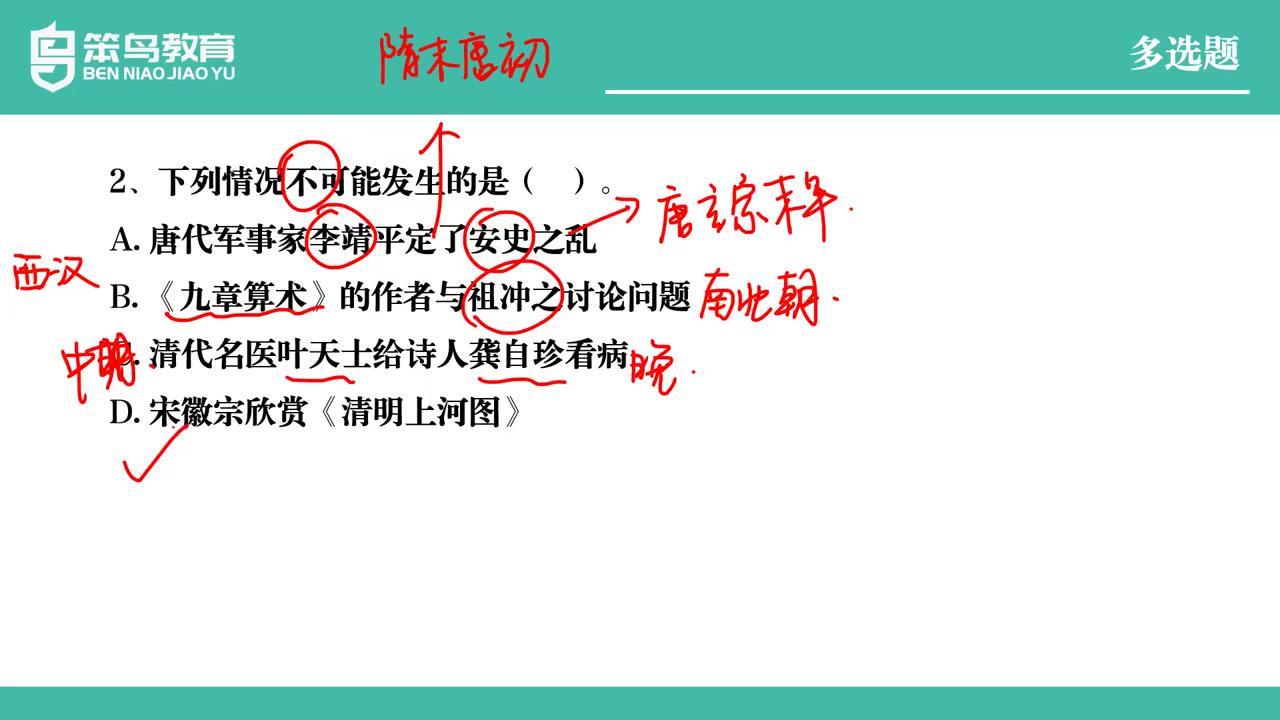 笨鸟教育
BEN NIAO JIAO YU
隋末唐初
多选题
2、下列情况不可能发生的是（ ）。
A. 唐代军事家李靖平定了安史之乱
唐玄宗末年.
西汉
B. 《九章算术》的作者与祖冲之讨论问题
南北朝.
中期.
C. 清代名医叶天士给诗人龚自珍看病
晚.
D. 宋徽宗欣赏《清明上河图》